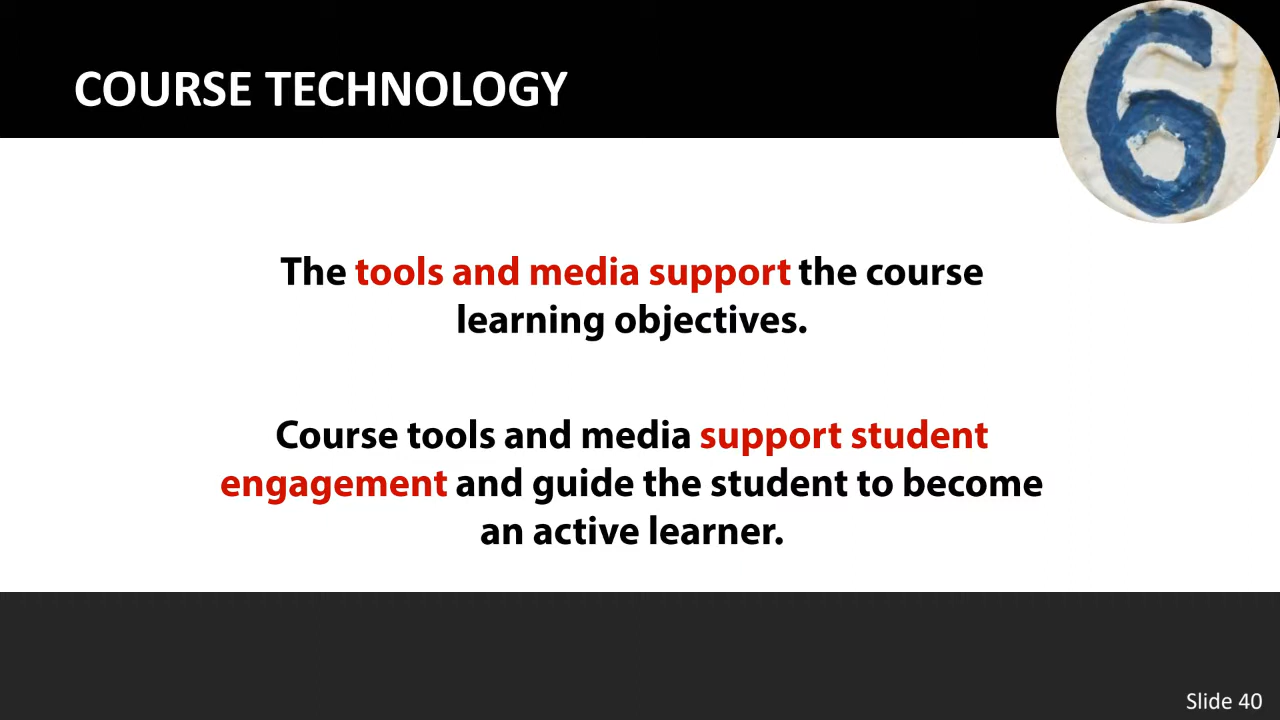 COURSE TECHNOLOGY
6
The tools and media support the course
learning objectives.
Course tools and media support student
engagement and guide the student to become
an active learner.
Slide 40